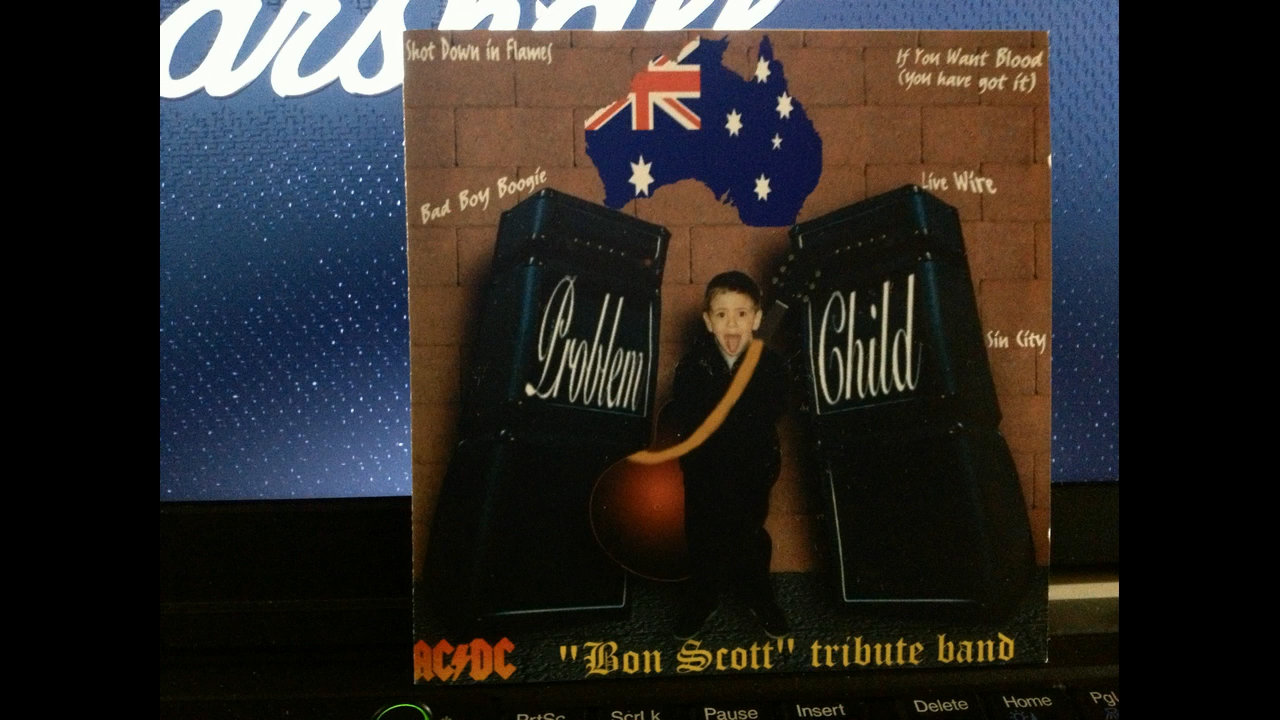 Shot Down in Flames
If You Want Blood
(you have got it)
Bad Boy Boogie
Live Wire
Problem
Child
Sin City
AC⚡DC
"Bon Scott" tribute band
PrtSc
ScrLk
Pause
Insert
Delete
Home